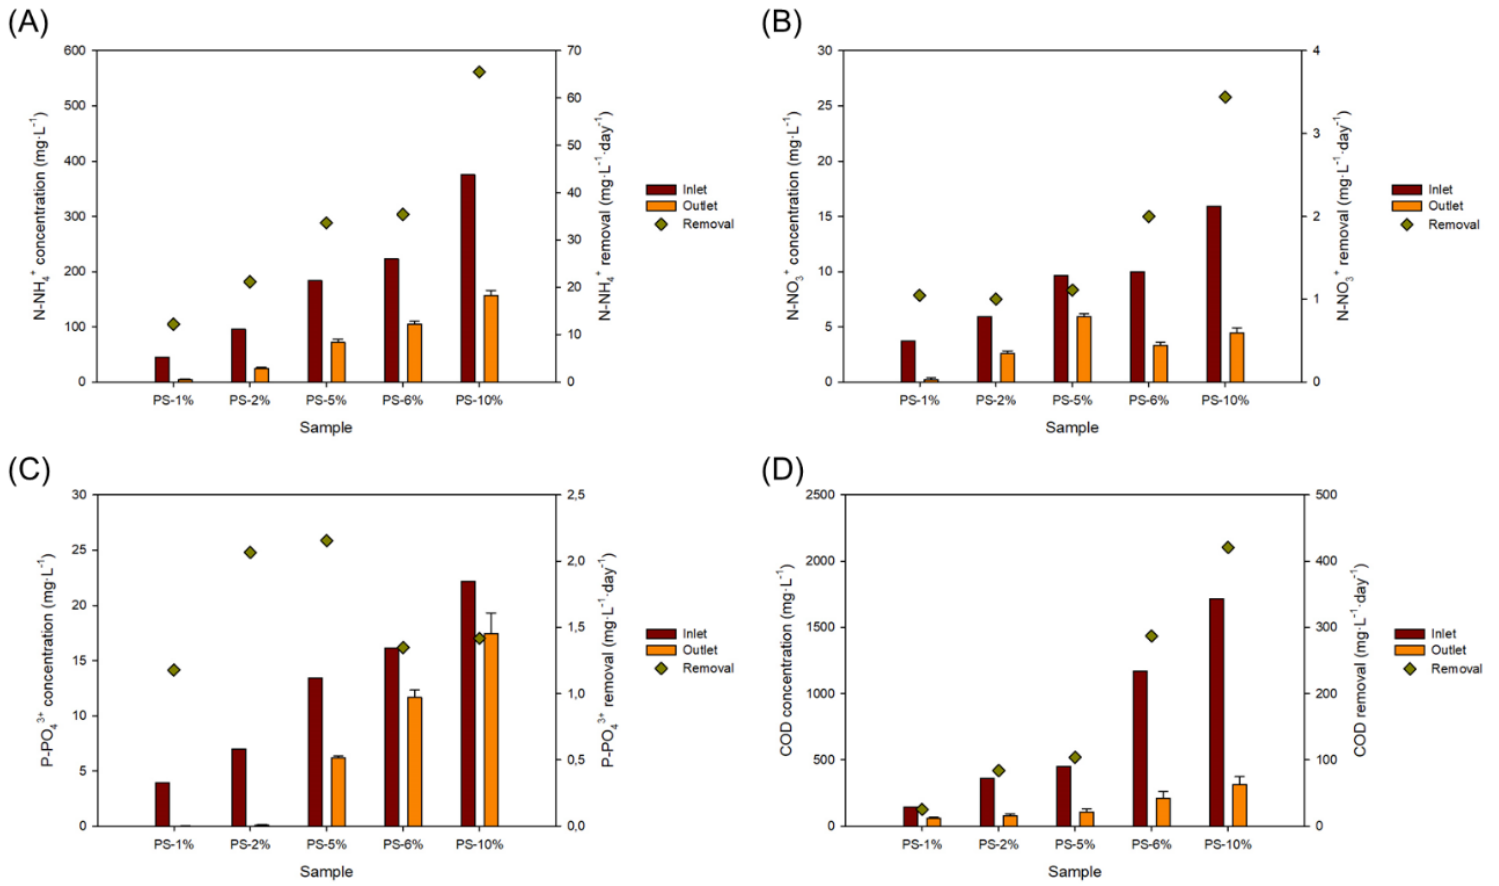 (A)
600
500
400
300
200
100
0
N-NH₄⁺ concentration (mg·L⁻¹)
70
60
50
40
30
20
10
0
N-NH₄⁺ removal (mg·L⁻¹·day⁻¹)
PS-1% PS-2% PS-5% PS-6% PS-10%
Sample
Inlet
Outlet
Removal
(B)
30
25
20
15
10
5
0
N-NO₃⁺ concentration (mg·L⁻¹)
4
3
2
1
0
N-NO₃⁺ removal (mg·L⁻¹·day⁻¹)
PS-1% PS-2% PS-5% PS-6% PS-10%
Sample
Inlet
Outlet
Removal
(C)
30
25
20
15
10
5
0
P-PO₄³⁺ concentration (mg·L⁻¹)
2,5
2,0
1,5
1,0
0,5
0,0
P-PO₄³⁺ removal (mg·L⁻¹·day⁻¹)
PS-1% PS-2% PS-5% PS-6% PS-10%
Sample
Inlet
Outlet
Removal
(D)
2500
2000
1500
1000
500
0
COD concentration (mg·L⁻¹)
500
400
300
200
100
0
COD removal (mg·L⁻¹·day⁻¹)
PS-1% PS-2% PS-5% PS-6% PS-10%
Sample
Inlet
Outlet
Removal